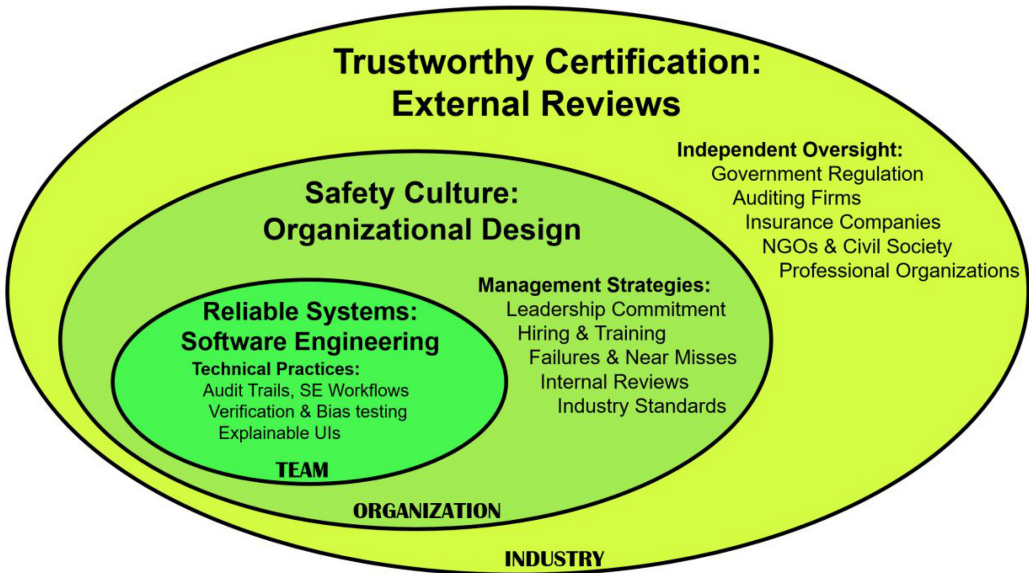 Trustworthy Certification:
External Reviews
Independent Oversight:
Government Regulation
Auditing Firms
Insurance Companies
NGOs & Civil Society
Professional Organizations
Safety Culture:
Organizational Design
Management Strategies:
Leadership Commitment
Hiring & Training
Failures & Near Misses
Internal Reviews
Industry Standards
Reliable Systems:
Software Engineering
Technical Practices:
Audit Trails, SE Workflows
Verification & Bias testing
Explainable UIs
TEAM
ORGANIZATION
INDUSTRY